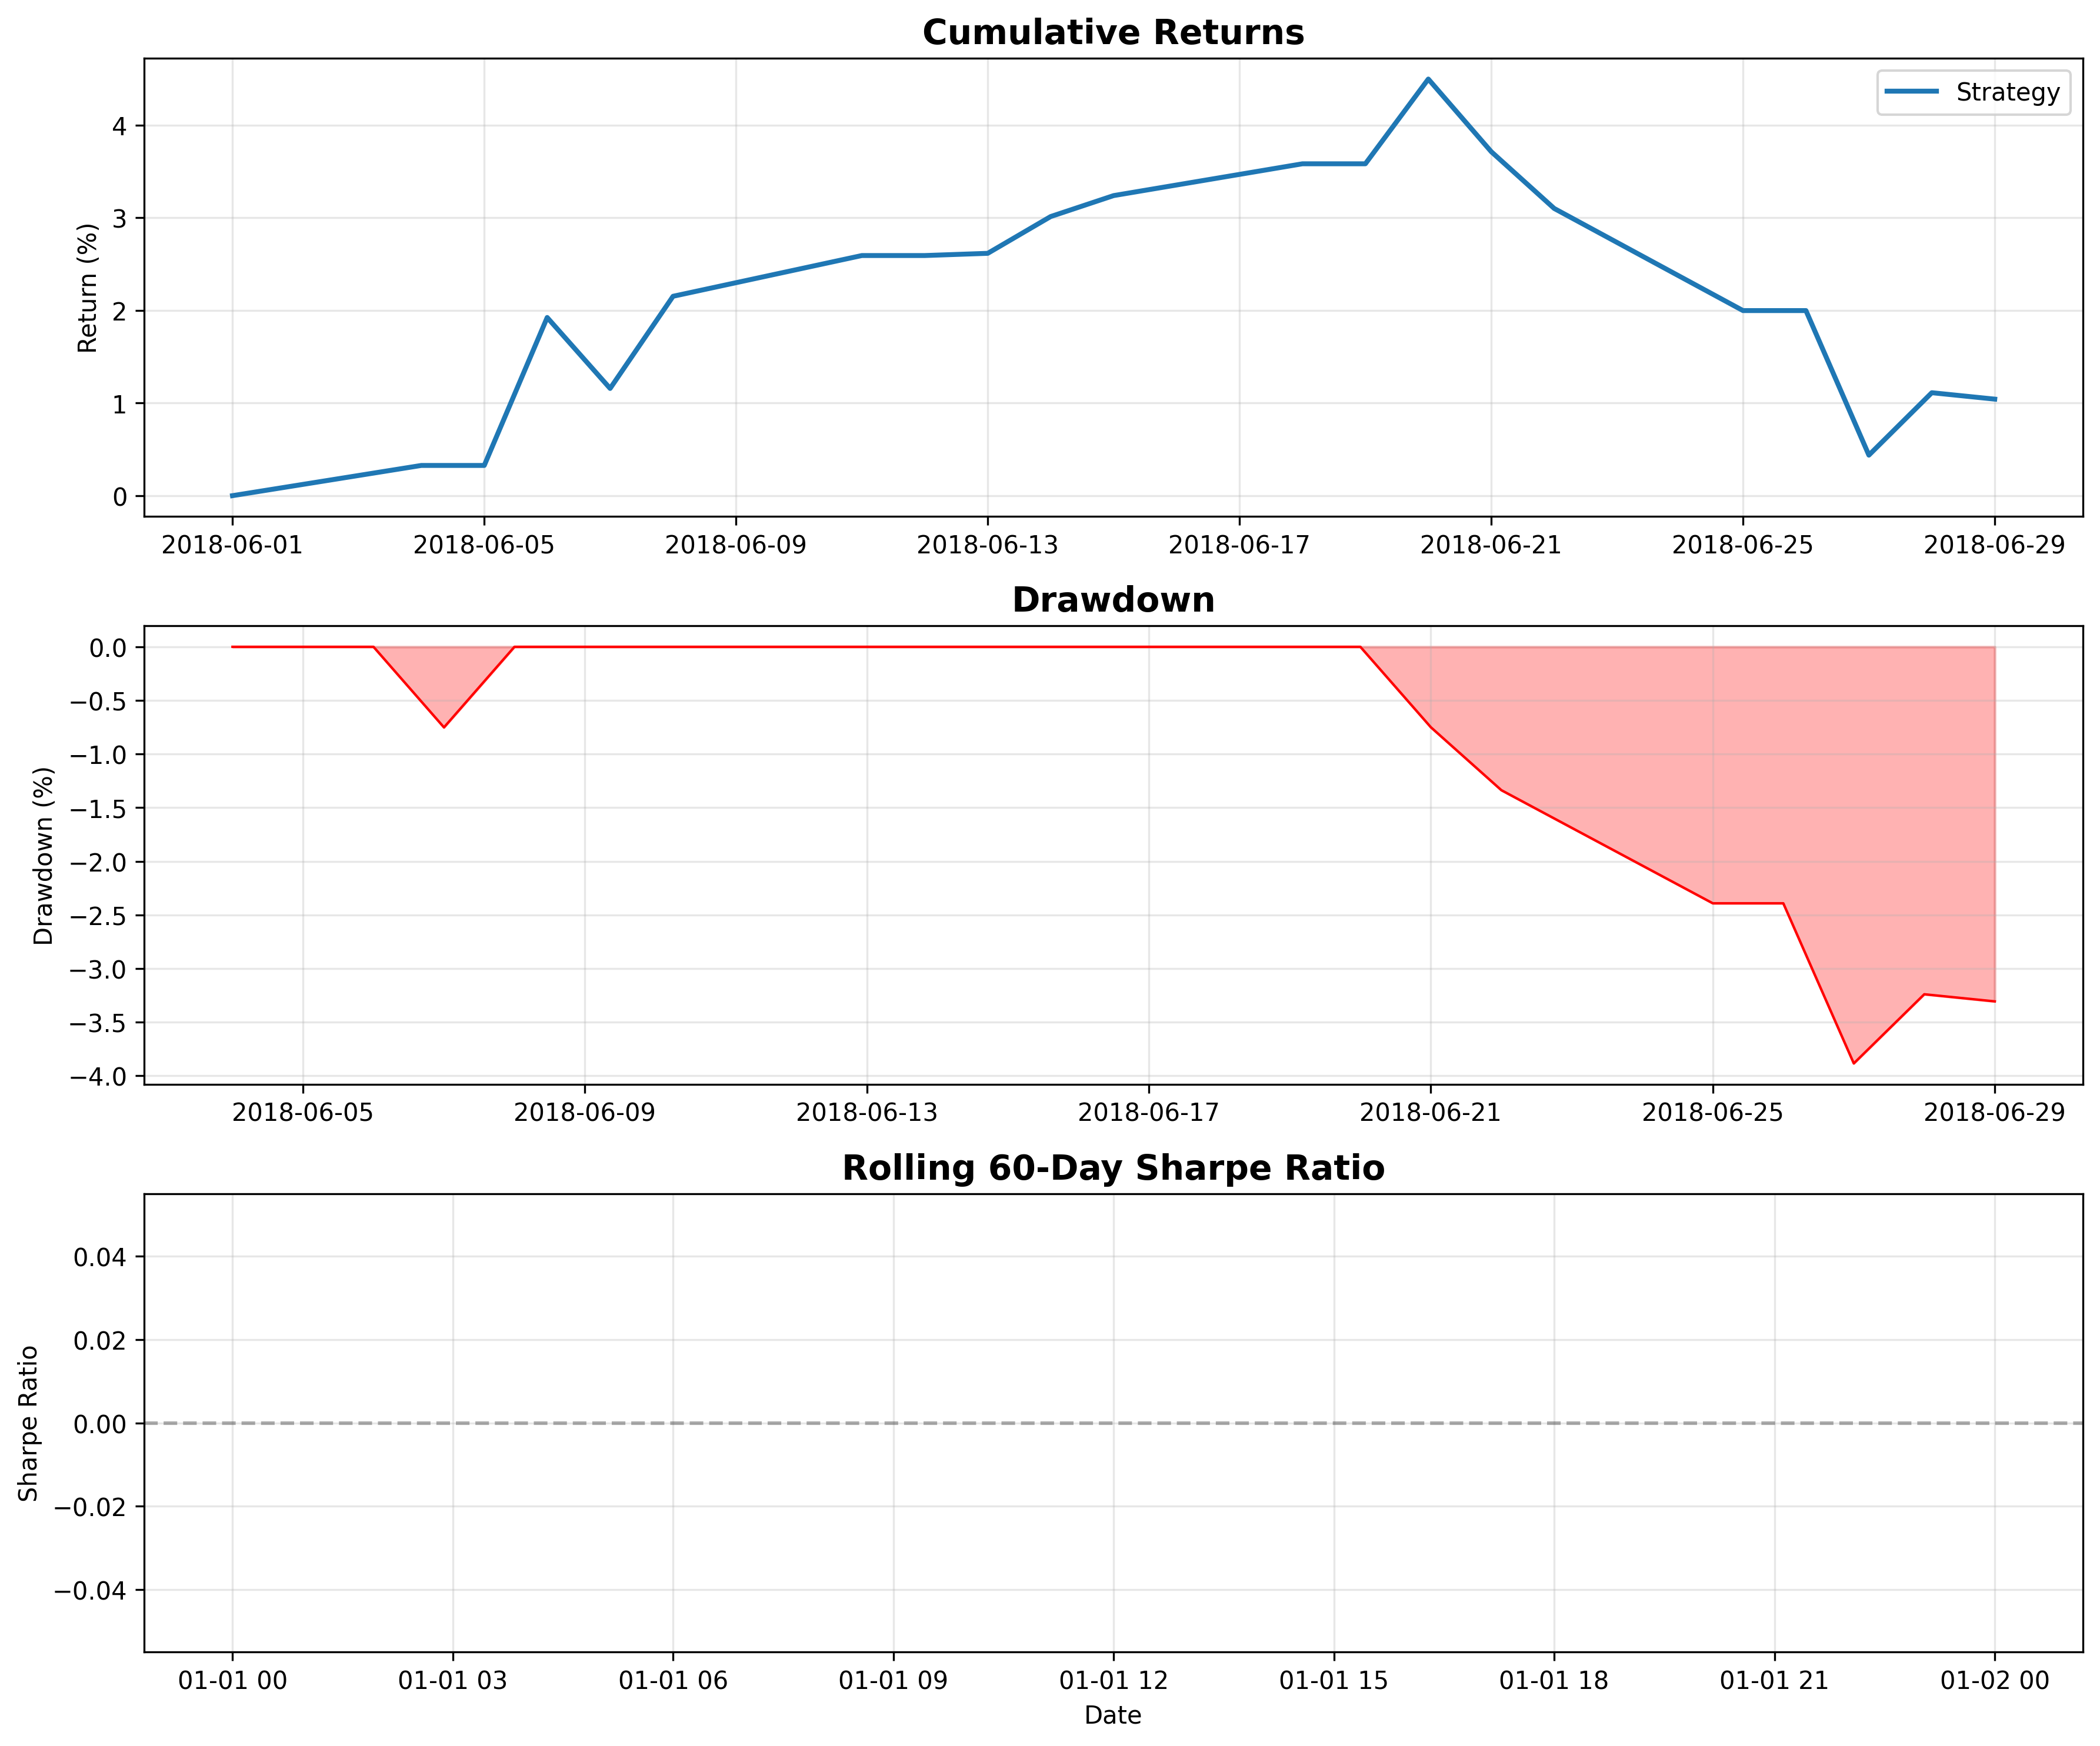 Cumulative Returns
Strategy
Return (%)
4
3
2
1
0
2018-06-01 2018-06-05 2018-06-09 2018-06-13 2018-06-17 2018-06-21 2018-06-25 2018-06-29
Drawdown
Drawdown (%)
0.0
−0.5
−1.0
−1.5
−2.0
−2.5
−3.0
−3.5
−4.0
2018-06-05 2018-06-09 2018-06-13 2018-06-17 2018-06-21 2018-06-25 2018-06-29
Rolling 60-Day Sharpe Ratio
Sharpe Ratio
0.04
0.02
0.00
−0.02
−0.04
01-01 00 01-01 03 01-01 06 01-01 09 01-01 12 01-01 15 01-01 18 01-01 21 01-02 00
Date